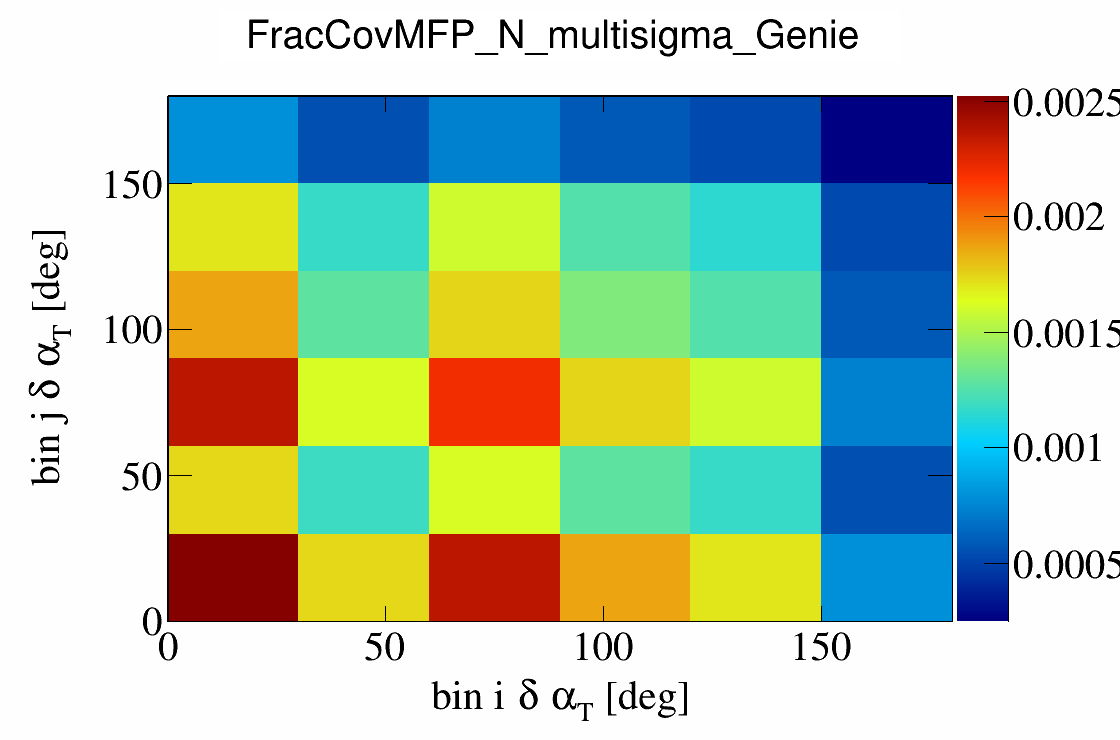 FracCovMFP_N_multisigma_Genie
bin j δ α_T [deg]
150
100
50
0
0 50 100 150
bin i δ α_T [deg]
0.0025
0.002
0.0015
0.001
0.0005